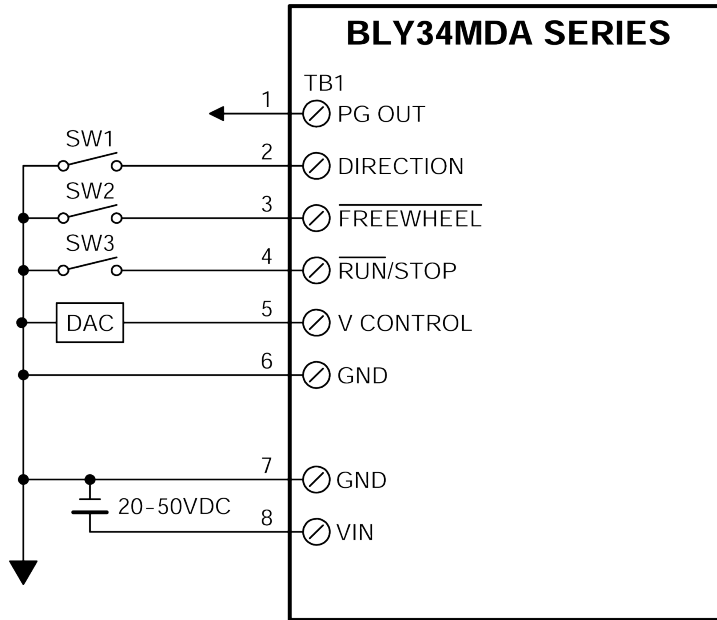 BLY34MDA SERIES
TB1
1 PG OUT
SW1
2 DIRECTION
SW2
3 FREEWHEEL
SW3
4 RUN/STOP
DAC 5 V CONTROL
6 GND
7 GND
20-50VDC
8 VIN